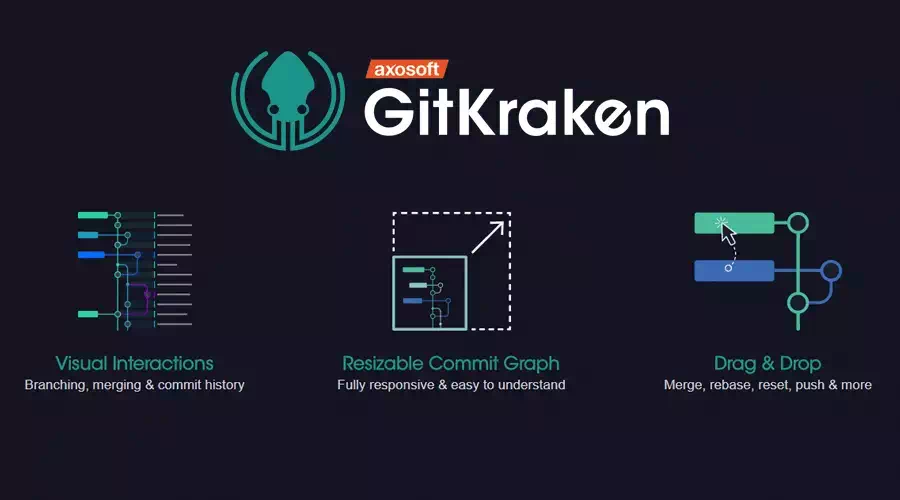 axosoft
GitKraken
Visual Interactions
Branching, merging & commit history
Resizable Commit Graph
Fully responsive & easy to understand
Drag & Drop
Merge, rebase, reset, push & more